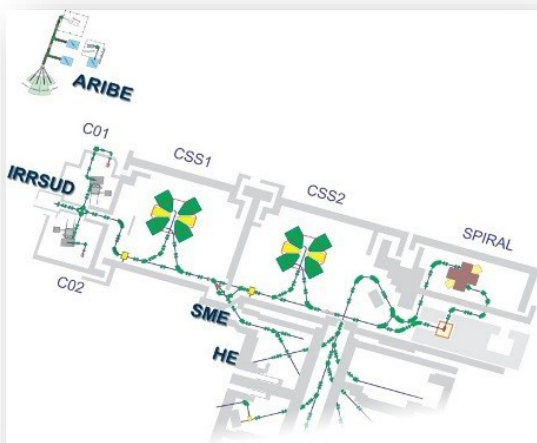 ARIBE
C01
CSS1
IRRSUD
CSS2
SPIRAL
C02
SME
HE